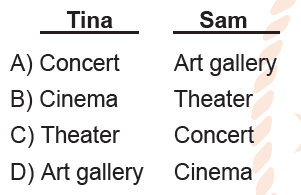 Tina Sam
A) Concert Art gallery
B) Cinema Theater
C) Theater Concert
D) Art gallery Cinema